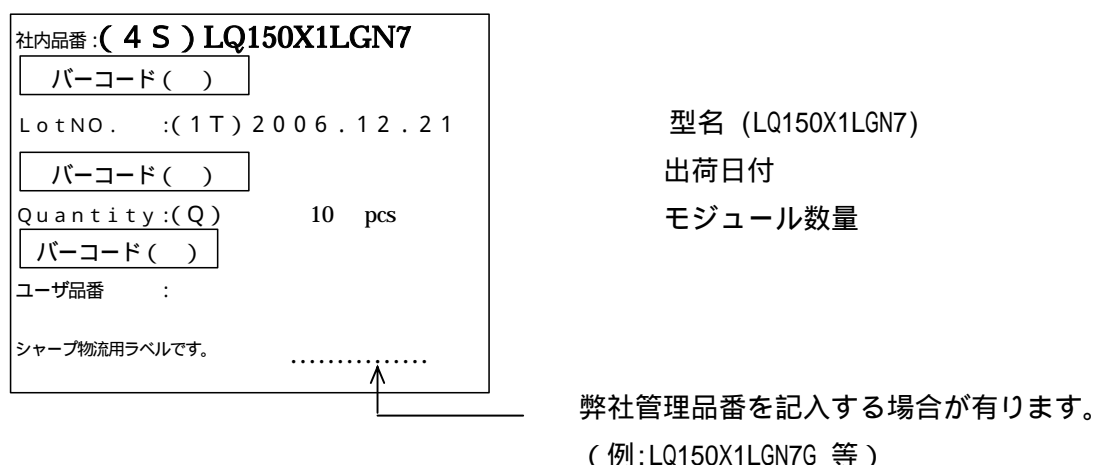 社内品番:(４Ｓ)LQ150X1LGN7
バーコード(　)
ＬｏｔＮＯ．　:(１Ｔ)２００６．１２．２１
バーコード(　)
Ｑｕａｎｔｉｔｙ:(Ｑ)　10　pcs
バーコード(　)
ユーザ品番　:
シャープ物流用ラベルです。　...............
型名 (LQ150X1LGN7)
出荷日付
モジュール数量
弊社管理品番を記入する場合が有ります。
(例:LQ150X1LGN7G 等)